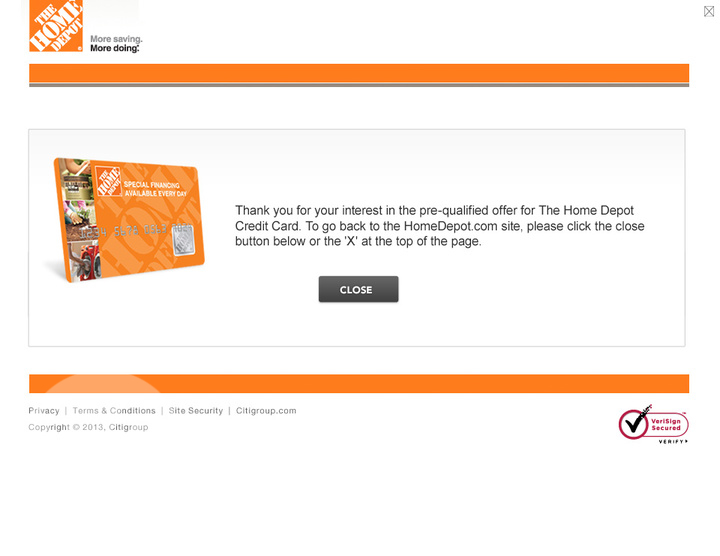 THE
HOME
DEPOT
More saving.
More doing.
THE
HOME
DEPOT
SPECIAL FINANCING
AVAILABLE EVERY DAY
Thank you for your interest in the pre-qualified offer for The Home Depot
Credit Card. To go back to the HomeDepot.com site, please click the close
button below or the 'X' at the top of the page.
CLOSE
Privacy | Terms & Conditions | Site Security | Citigroup.com
Copyright © 2013, Citigroup
VeriSign
Secured
VERIFY